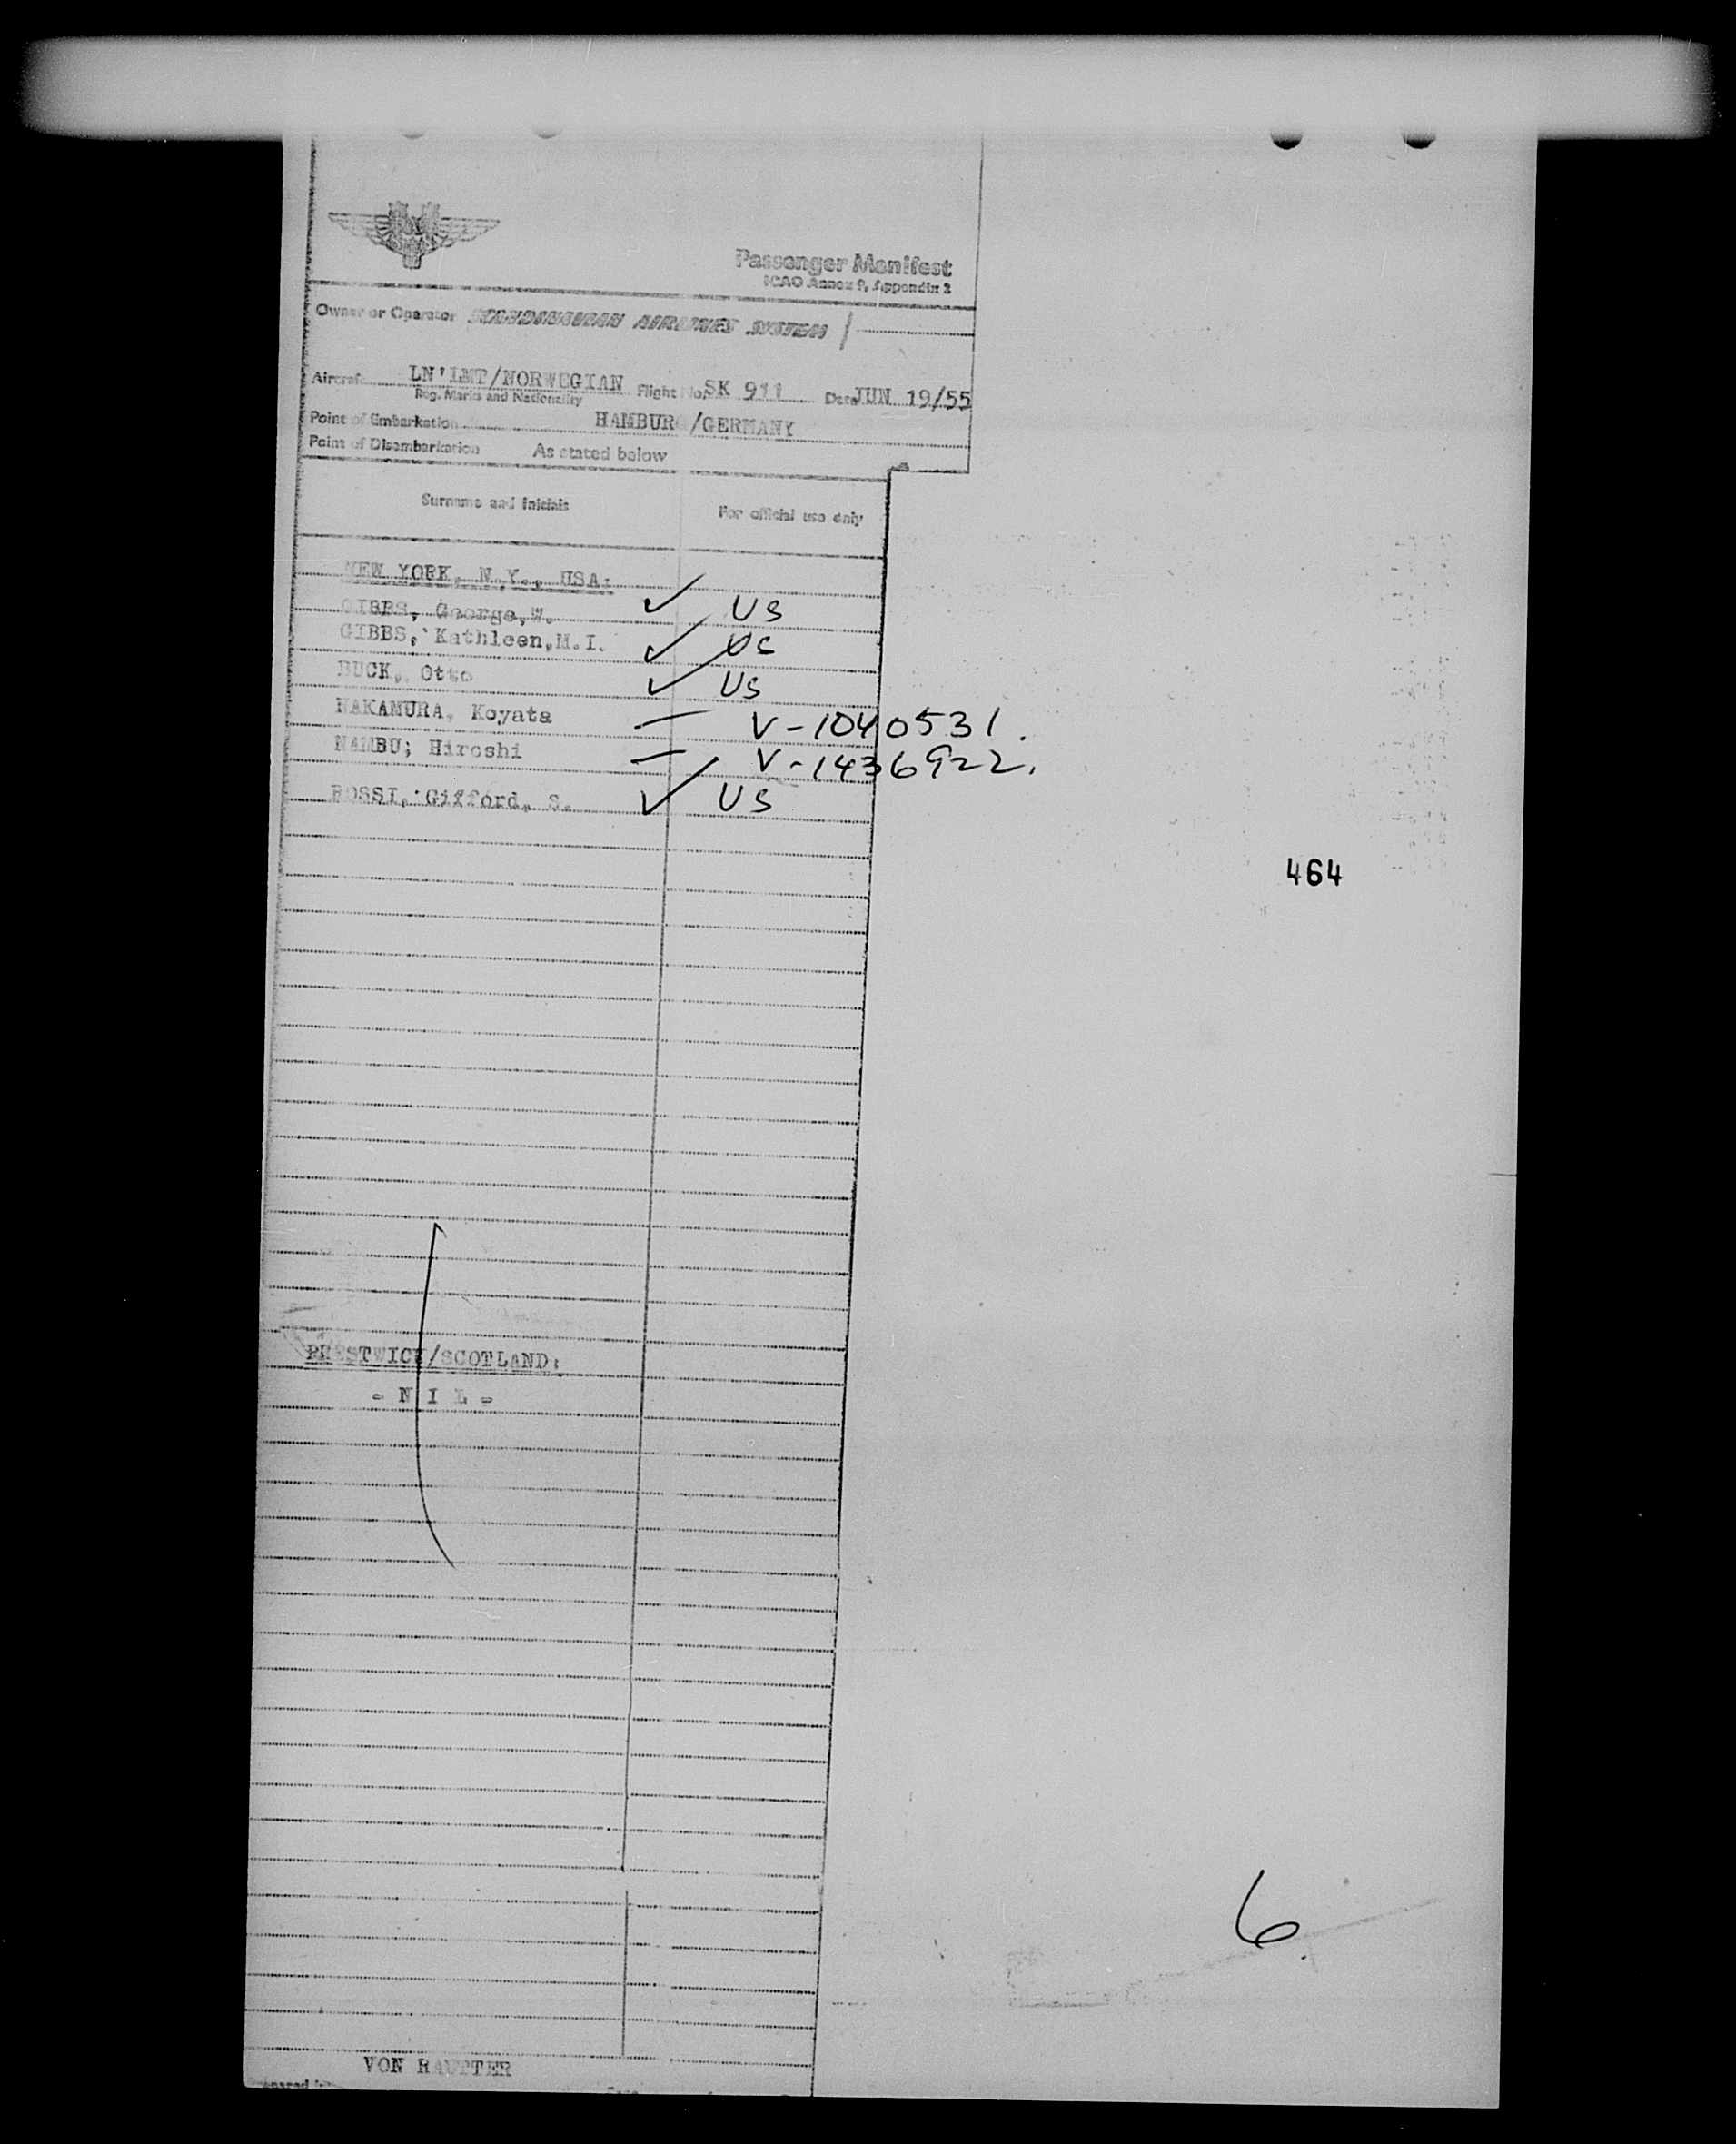 Passenger Manifest
ICAO Annex 9, Appendix 2
Owner or Operator SCANDINAVIAN AIRLINES SYSTEM
Aircraft LN'LMT/NORWEGIAN Flight No. SK 911 Date JUN 19/55
Reg. Marks and Nationality
Point of Embarkation HAMBURG/GERMANY
Point of Disembarkation As stated below
Surname and initials For official use only
NEW YORK, N.Y., USA:
GIBBS, George, W. ✓ US
GIBBS, Kathleen, M.I. ✓ US
BUCK, Otto ✓ US
NAKAMURA, Koyata — V-1040531.
NAMBU; Hiroshi — V-1436922.
ROSSI, Gifford, S. ✓ US
464
PRESTWICK/SCOTLAND:
- N I L -
6.
VON RAUTTER